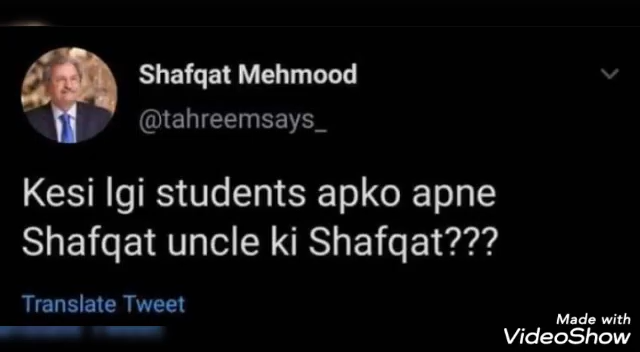 Shafqat Mehmood
@tahreemsays_
Kesi lgi students apko apne
Shafqat uncle ki Shafqat???
Translate Tweet
Made with
VideoShow